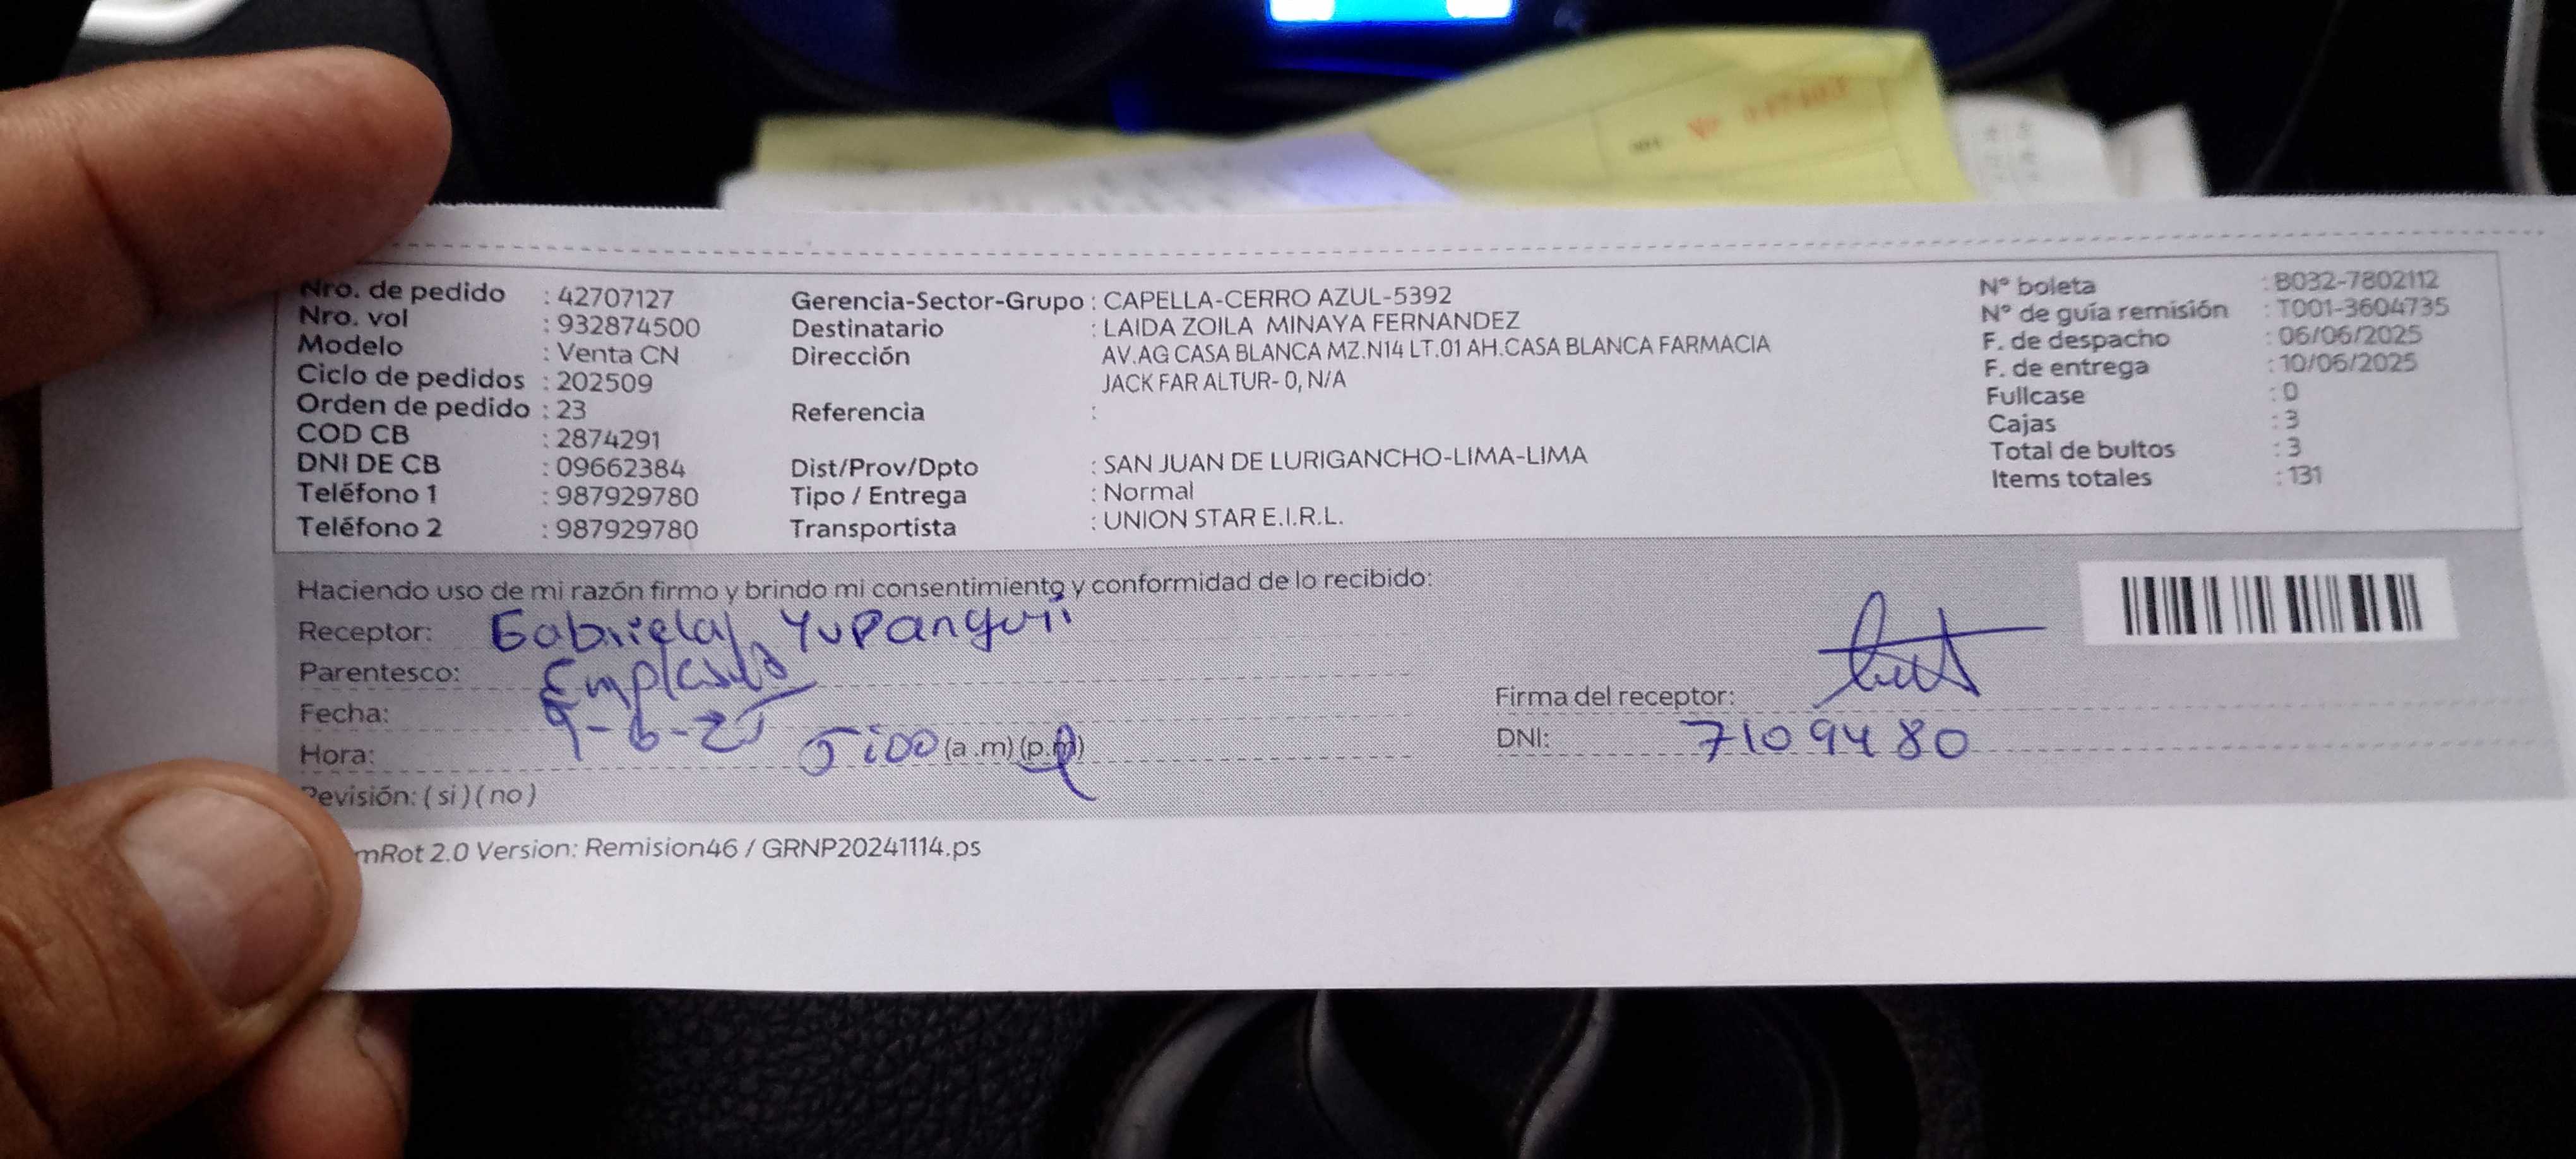 Nro. de pedido : 42707127
Nro. vol : 932874500
Modelo : Venta CN
Ciclo de pedidos : 202509
Orden de pedido : 23
COD CB : 2874291
DNI DE CB : 09662384
Teléfono 1 : 987929780
Teléfono 2 : 987929780
Gerencia-Sector-Grupo : CAPELLA-CERRO AZUL-5392
Destinatario : LAIDA ZOILA MINAYA FERNANDEZ
Dirección AV.AG CASA BLANCA MZ.N14 LT.01 AH.CASA BLANCA FARMACIA
JACK FAR ALTUR- 0, N/A
Referencia :
Dist/Prov/Dpto : SAN JUAN DE LURIGANCHO-LIMA-LIMA
Tipo / Entrega : Normal
Transportista : UNION STAR E.I.R.L.
N° boleta : B032-7802112
N° de guía remisión : T001-3604735
F. de despacho : 06/06/2025
F. de entrega : 10/06/2025
Fullcase : 0
Cajas : 3
Total de bultos : 3
Items totales : 131
Haciendo uso de mi razón firmo y brindo mi consentimiento y conformidad de lo recibido:
Receptor: Gabriela Yupanqui
Parentesco:
Fecha: 9-6-25
Hora: 5:00 (a.m) (p.m)
Revisión: ( si ) ( no )
Firma del receptor:
DNI: 7109480
mRot 2.0 Version: Remision46 / GRNP20241114.ps